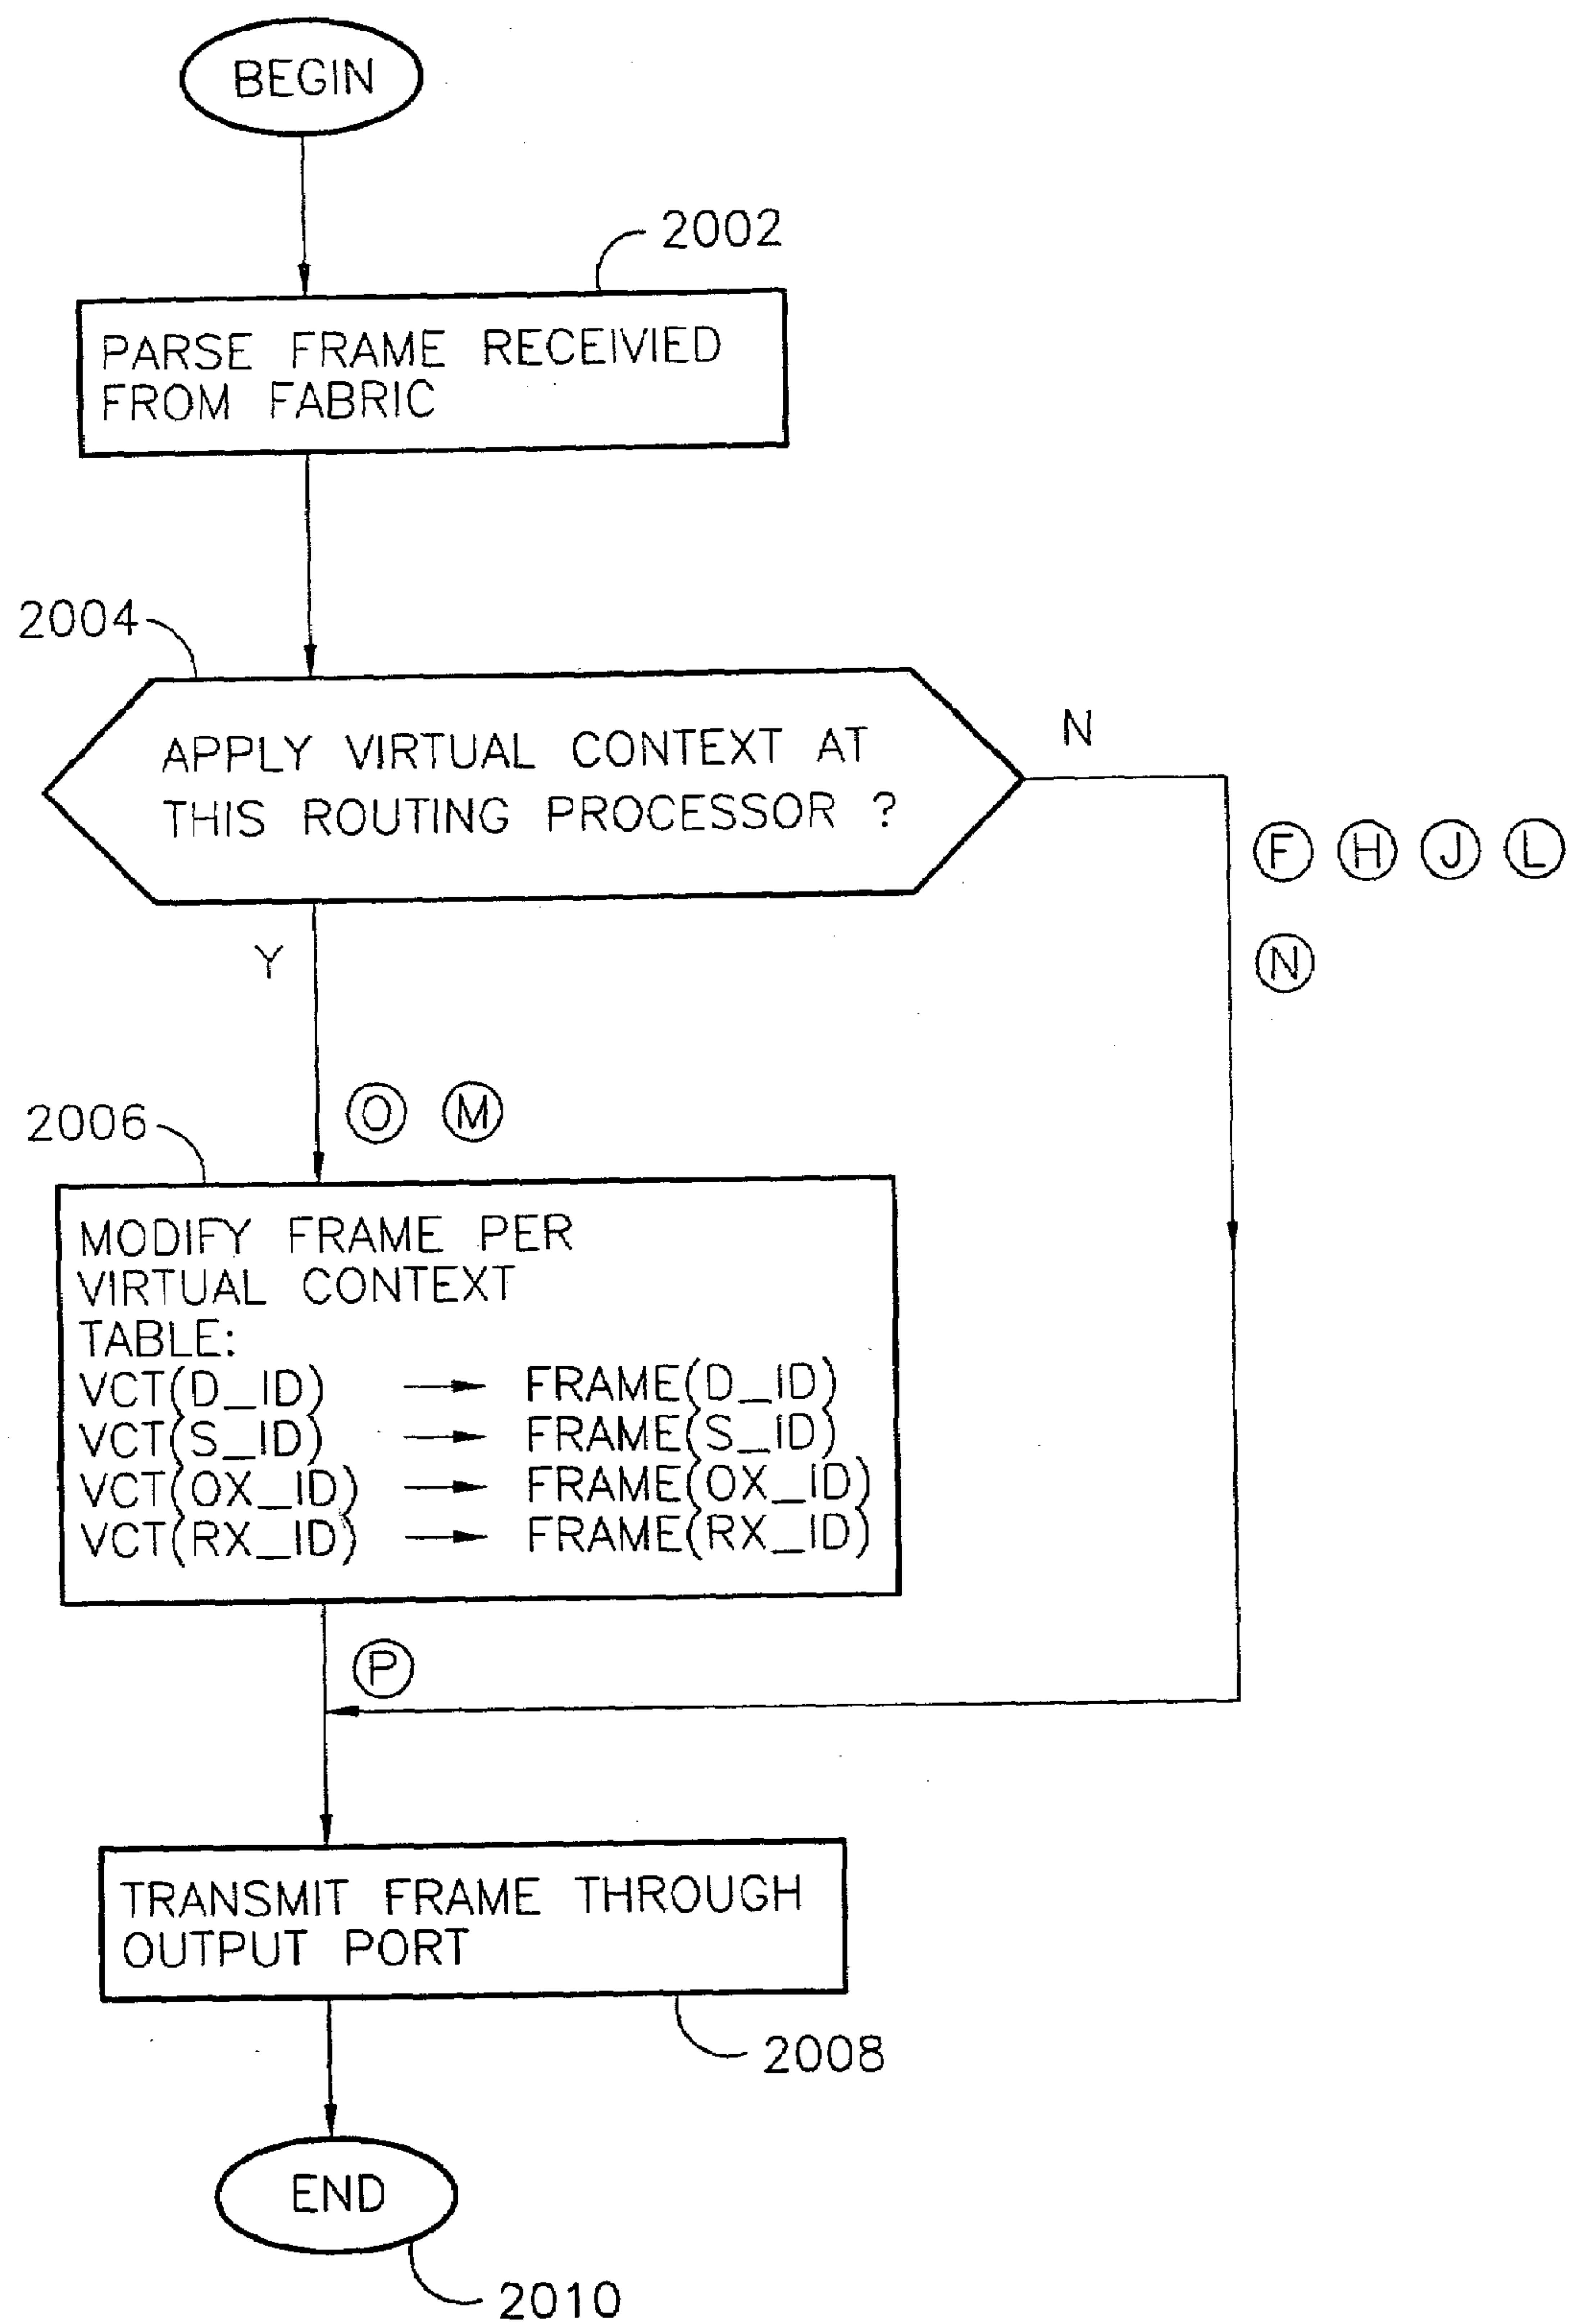 BEGIN
2002
PARSE FRAME RECEIVIED
FROM FABRIC
2004
APPLY VIRTUAL CONTEXT AT
THIS ROUTING PROCESSOR ?
N
F H J L
N
Y
O M
2006
MODIFY FRAME PER
VIRTUAL CONTEXT
TABLE:
VCT(D_ID) → FRAME(D_ID)
VCT(S_ID) → FRAME(S_ID)
VCT(OX_ID) → FRAME(OX_ID)
VCT(RX_ID) → FRAME(RX_ID)
P
TRANSMIT FRAME THROUGH
OUTPUT PORT
2008
END
2010